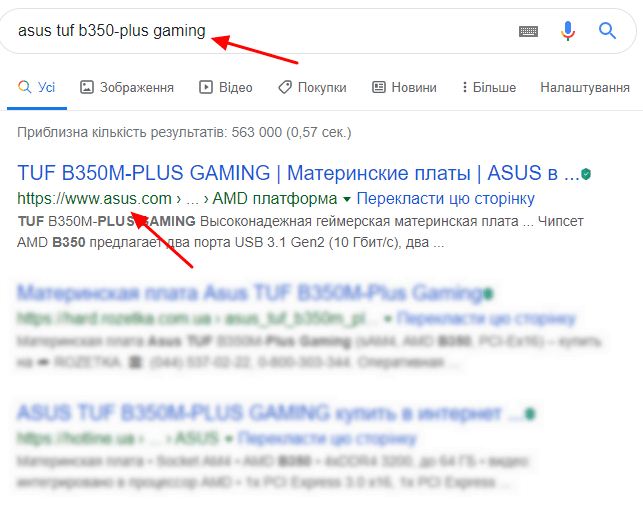 asus tuf b350-plus gaming
Усі Зображення Відео Покупки Новини Більше Налаштування
Приблизна кількість результатів: 563 000 (0,57 сек.)
TUF B350M-PLUS GAMING | Материнские платы | ASUS в ...
https://www.asus.com › ... › AMD платформа ▾ Перекласти цю сторінку
TUF B350M-PLUS GAMING Высоконадежная геймерская материнская плата ... Чипсет
AMD B350 предлагает два порта USB 3.1 Gen2 (10 Гбит/с), два ...
Материнская плата Asus TUF B350M-Plus Gaming
https://hard.rozetka.com.ua › asus_tuf_b350m_pl... ▾ Перекласти цю сторінку
Материнская плата Asus TUF B350M-Plus Gaming (sAM4, AMD B350, PCI-Ex16) – купить
на ➦ ROZETKA. ☎: (044) 537-02-22, 0-800-303-344. Оперативная ...
ASUS TUF B350M-PLUS GAMING купить в интернет ...
https://hotline.ua › ... › ASUS ▾ Перекласти цю сторінку
Материнская плата • Socket AM4 • AMD B350 • 4xDDR4 3200, до 64 ГБ • видео
интегрировано в процессор AMD • 1x PCI Express 3.0 x16, 1x PCI Express ...